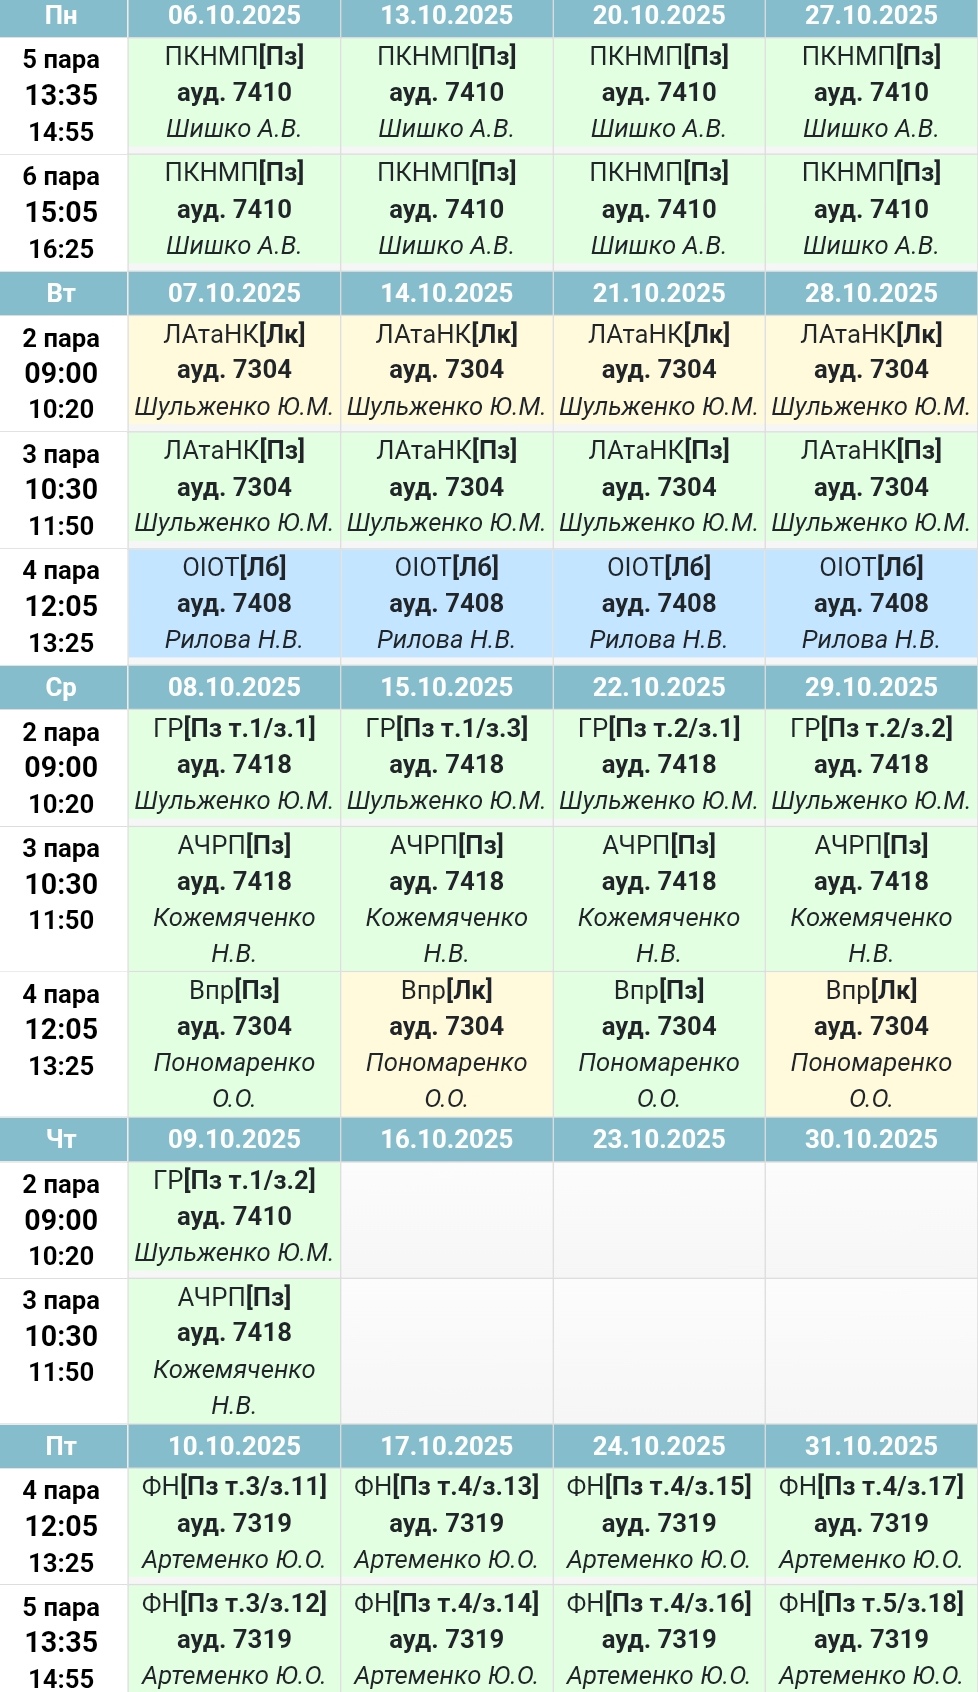 Пн 06.10.2025 13.10.2025 20.10.2025 27.10.2025
5 пара ПКНМП[Пз] ПКНМП[Пз] ПКНМП[Пз] ПКНМП[Пз]
13:35 ауд. 7410 ауд. 7410 ауд. 7410 ауд. 7410
14:55 Шишко А.В. Шишко А.В. Шишко А.В. Шишко А.В.
6 пара ПКНМП[Пз] ПКНМП[Пз] ПКНМП[Пз] ПКНМП[Пз]
15:05 ауд. 7410 ауд. 7410 ауд. 7410 ауд. 7410
16:25 Шишко А.В. Шишко А.В. Шишко А.В. Шишко А.В.
Вт 07.10.2025 14.10.2025 21.10.2025 28.10.2025
2 пара ЛАтаНК[Лк] ЛАтаНК[Лк] ЛАтаНК[Лк] ЛАтаНК[Лк]
09:00 ауд. 7304 ауд. 7304 ауд. 7304 ауд. 7304
10:20 Шульженко Ю.М. Шульженко Ю.М. Шульженко Ю.М. Шульженко Ю.М.
3 пара ЛАтаНК[Пз] ЛАтаНК[Пз] ЛАтаНК[Пз] ЛАтаНК[Пз]
10:30 ауд. 7304 ауд. 7304 ауд. 7304 ауд. 7304
11:50 Шульженко Ю.М. Шульженко Ю.М. Шульженко Ю.М. Шульженко Ю.М.
4 пара ОІОТ[Лб] ОІОТ[Лб] ОІОТ[Лб] ОІОТ[Лб]
12:05 ауд. 7408 ауд. 7408 ауд. 7408 ауд. 7408
13:25 Рилова Н.В. Рилова Н.В. Рилова Н.В. Рилова Н.В.
Ср 08.10.2025 15.10.2025 22.10.2025 29.10.2025
2 пара ГР[Пз т.1/з.1] ГР[Пз т.1/з.3] ГР[Пз т.2/з.1] ГР[Пз т.2/з.2]
09:00 ауд. 7418 ауд. 7418 ауд. 7418 ауд. 7418
10:20 Шульженко Ю.М. Шульженко Ю.М. Шульженко Ю.М. Шульженко Ю.М.
3 пара АЧРП[Пз] АЧРП[Пз] АЧРП[Пз] АЧРП[Пз]
10:30 ауд. 7418 ауд. 7418 ауд. 7418 ауд. 7418
11:50 Кожемяченко Кожемяченко Кожемяченко Кожемяченко
Н.В. Н.В. Н.В. Н.В.
4 пара Впр[Пз] Впр[Лк] Впр[Пз] Впр[Лк]
12:05 ауд. 7304 ауд. 7304 ауд. 7304 ауд. 7304
13:25 Пономаренко Пономаренко Пономаренко Пономаренко
О.О. О.О. О.О. О.О.
Чт 09.10.2025 16.10.2025 23.10.2025 30.10.2025
2 пара ГР[Пз т.1/з.2]
09:00 ауд. 7410
10:20 Шульженко Ю.М.
3 пара АЧРП[Пз]
10:30 ауд. 7418
11:50 Кожемяченко
Н.В.
Пт 10.10.2025 17.10.2025 24.10.2025 31.10.2025
4 пара ФН[Пз т.3/з.11] ФН[Пз т.4/з.13] ФН[Пз т.4/з.15] ФН[Пз т.4/з.17]
12:05 ауд. 7319 ауд. 7319 ауд. 7319 ауд. 7319
13:25 Артеменко Ю.О. Артеменко Ю.О. Артеменко Ю.О. Артеменко Ю.О.
5 пара ФН[Пз т.3/з.12] ФН[Пз т.4/з.14] ФН[Пз т.4/з.16] ФН[Пз т.5/з.18]
13:35 ауд. 7319 ауд. 7319 ауд. 7319 ауд. 7319
14:55 Артеменко Ю.О. Артеменко Ю.О. Артеменко Ю.О. Артеменко Ю.О.